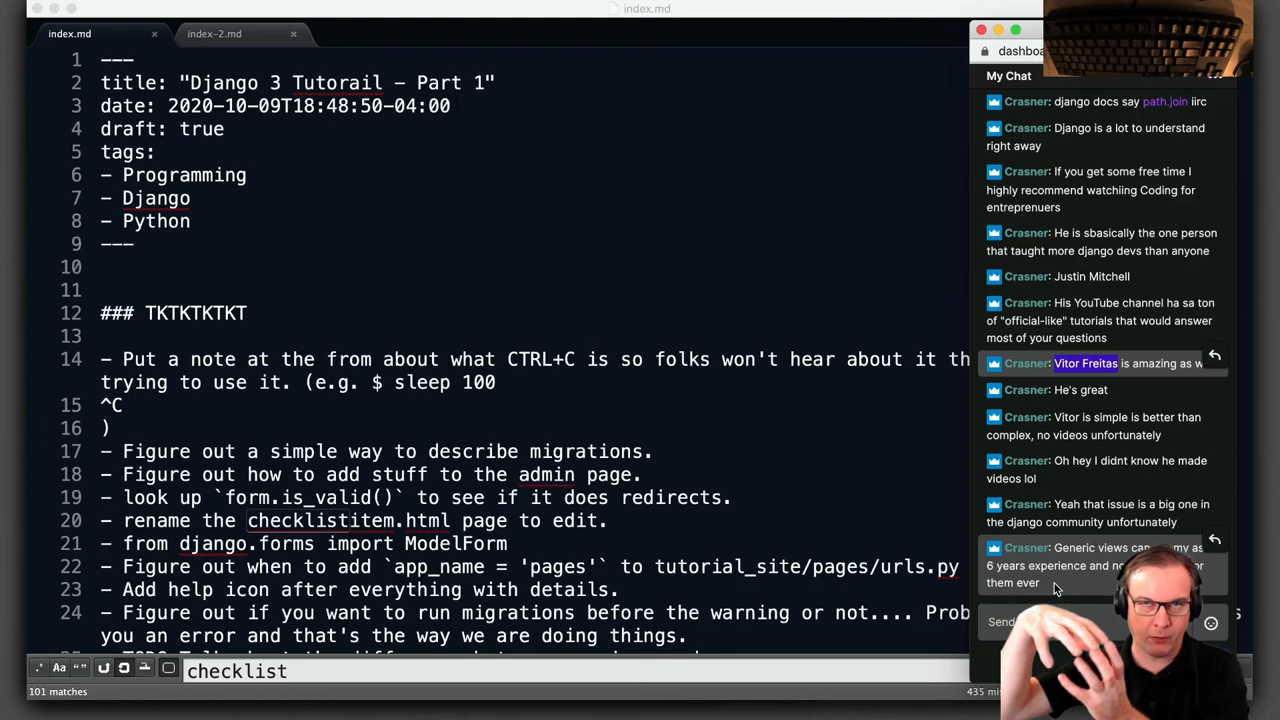 index.md
index.md ×
index-2.md ×
1 ---
2 title: "Django 3 Tutorail – Part 1"
3 date: 2020-10-09T18:48:50-04:00
4 draft: true
5 tags:
6 - Programming
7 - Django
8 - Python
9 ---
10
11
12 ### TKTKTKTKT
13
14 - Put a note at the from about what CTRL+C is so folks won't hear about it th
trying to use it. (e.g. $ sleep 100
15 ^C
16 )
17 - Figure out a simple way to describe migrations.
18 - Figure out how to add stuff to the admin page.
19 - look up `form.is_valid()` to see if it does redirects.
20 - rename the checklistitem.html page to edit.
21 - from django.forms import ModelForm
22 - Figure out when to add `app_name = 'pages'` to tutorial_site/pages/urls.py
23 - Add help icon after everything with details.
24 - Figure out if you want to run migrations before the warning or not.... Prob
you an error and that's the way we are doing things.
.* Aa “”
checklist
101 matches
435 mis
dashboa
My Chat
Crasner: django docs say path.join iirc
Crasner: Django is a lot to understand
right away
Crasner: If you get some free time I
highly recommend watchiing Coding for
entreprenuers
Crasner: He is sbasically the one person
that taught more django devs than anyone
Crasner: Justin Mitchell
Crasner: His YouTube channel ha sa ton
of "official-like" tutorials that would answer
most of your questions
Crasner: Vitor Freitas is amazing as w
Crasner: He's great
Crasner: Vitor is simple is better than
complex, no videos unfortunately
Crasner: Oh hey I didnt know he made
videos lol
Crasner: Yeah that issue is a big one in
the django community unfortunately
Crasner: Generic views can my as
6 years experience and no or
them ever
Send